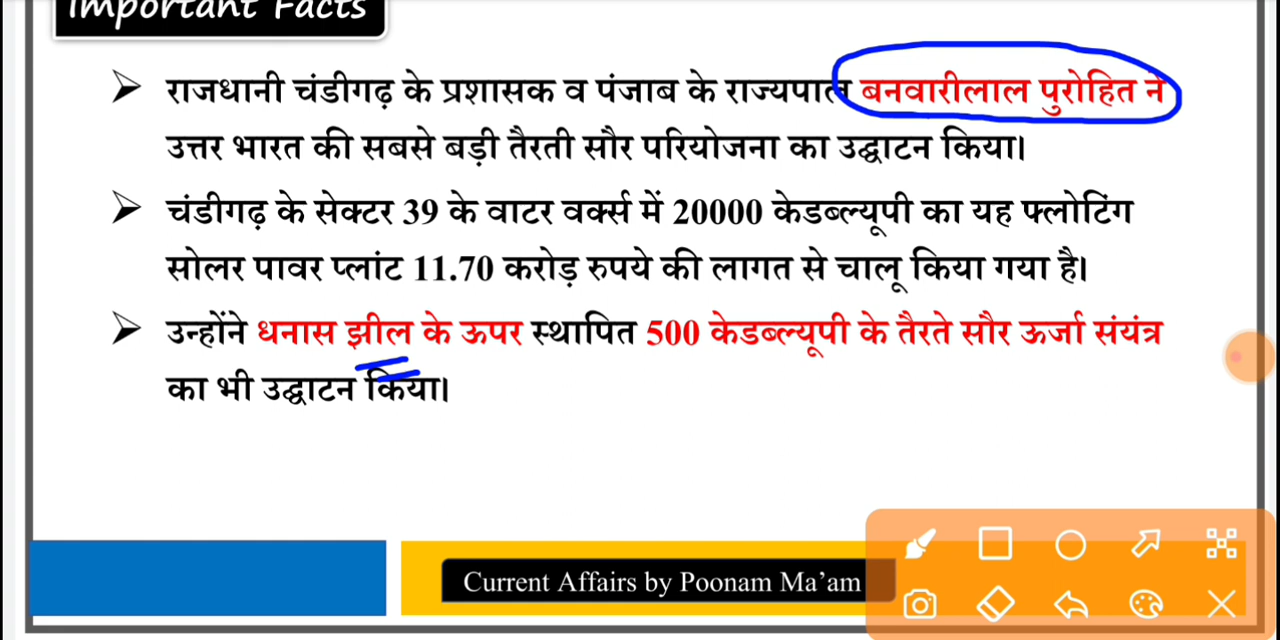 Important Facts
राजधानी चंडीगढ़ के प्रशासक व पंजाब के राज्यपाल बनवारीलाल पुरोहित ने
उत्तर भारत की सबसे बड़ी तैरती सौर परियोजना का उद्घाटन किया।
चंडीगढ़ के सेक्टर 39 के वाटर वर्क्स में 20000 केडब्ल्यूपी का यह फ्लोटिंग
सोलर पावर प्लांट 11.70 करोड़ रुपये की लागत से चालू किया गया है।
उन्होंने धनास झील के ऊपर स्थापित 500 केडब्ल्यूपी के तैरते सौर ऊर्जा संयंत्र
का भी उद्घाटन किया।
Current Affairs by Poonam Ma’am